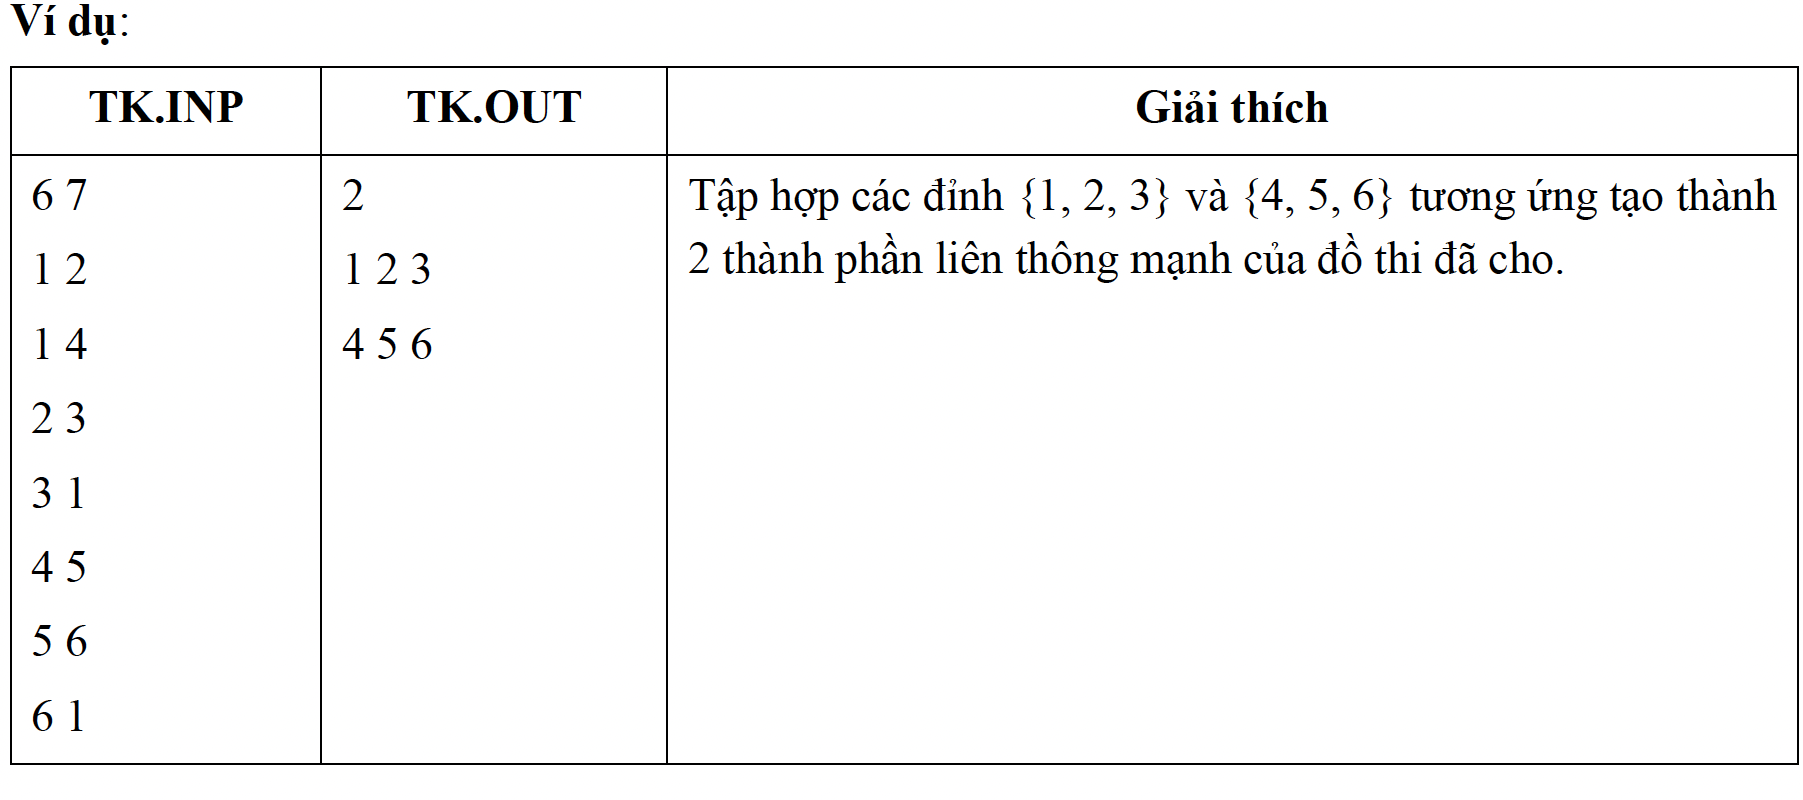 Ví dụ:
TK.INP TK.OUT Giải thích
6 7
1 2
1 4
2 3
3 1
4 5
5 6
6 1
2
1 2 3
4 5 6
Tập hợp các đỉnh {1, 2, 3} và {4, 5, 6} tương ứng tạo thành
2 thành phần liên thông mạnh của đồ thi đã cho.